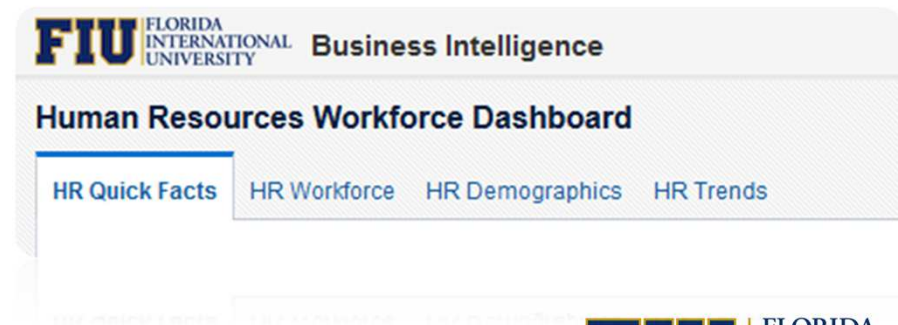 FIU FLORIDA
INTERNATIONAL
UNIVERSITY
Business Intelligence
Human Resources Workforce Dashboard
HR Quick Facts HR Workforce HR Demographics HR Trends
FLORIDA